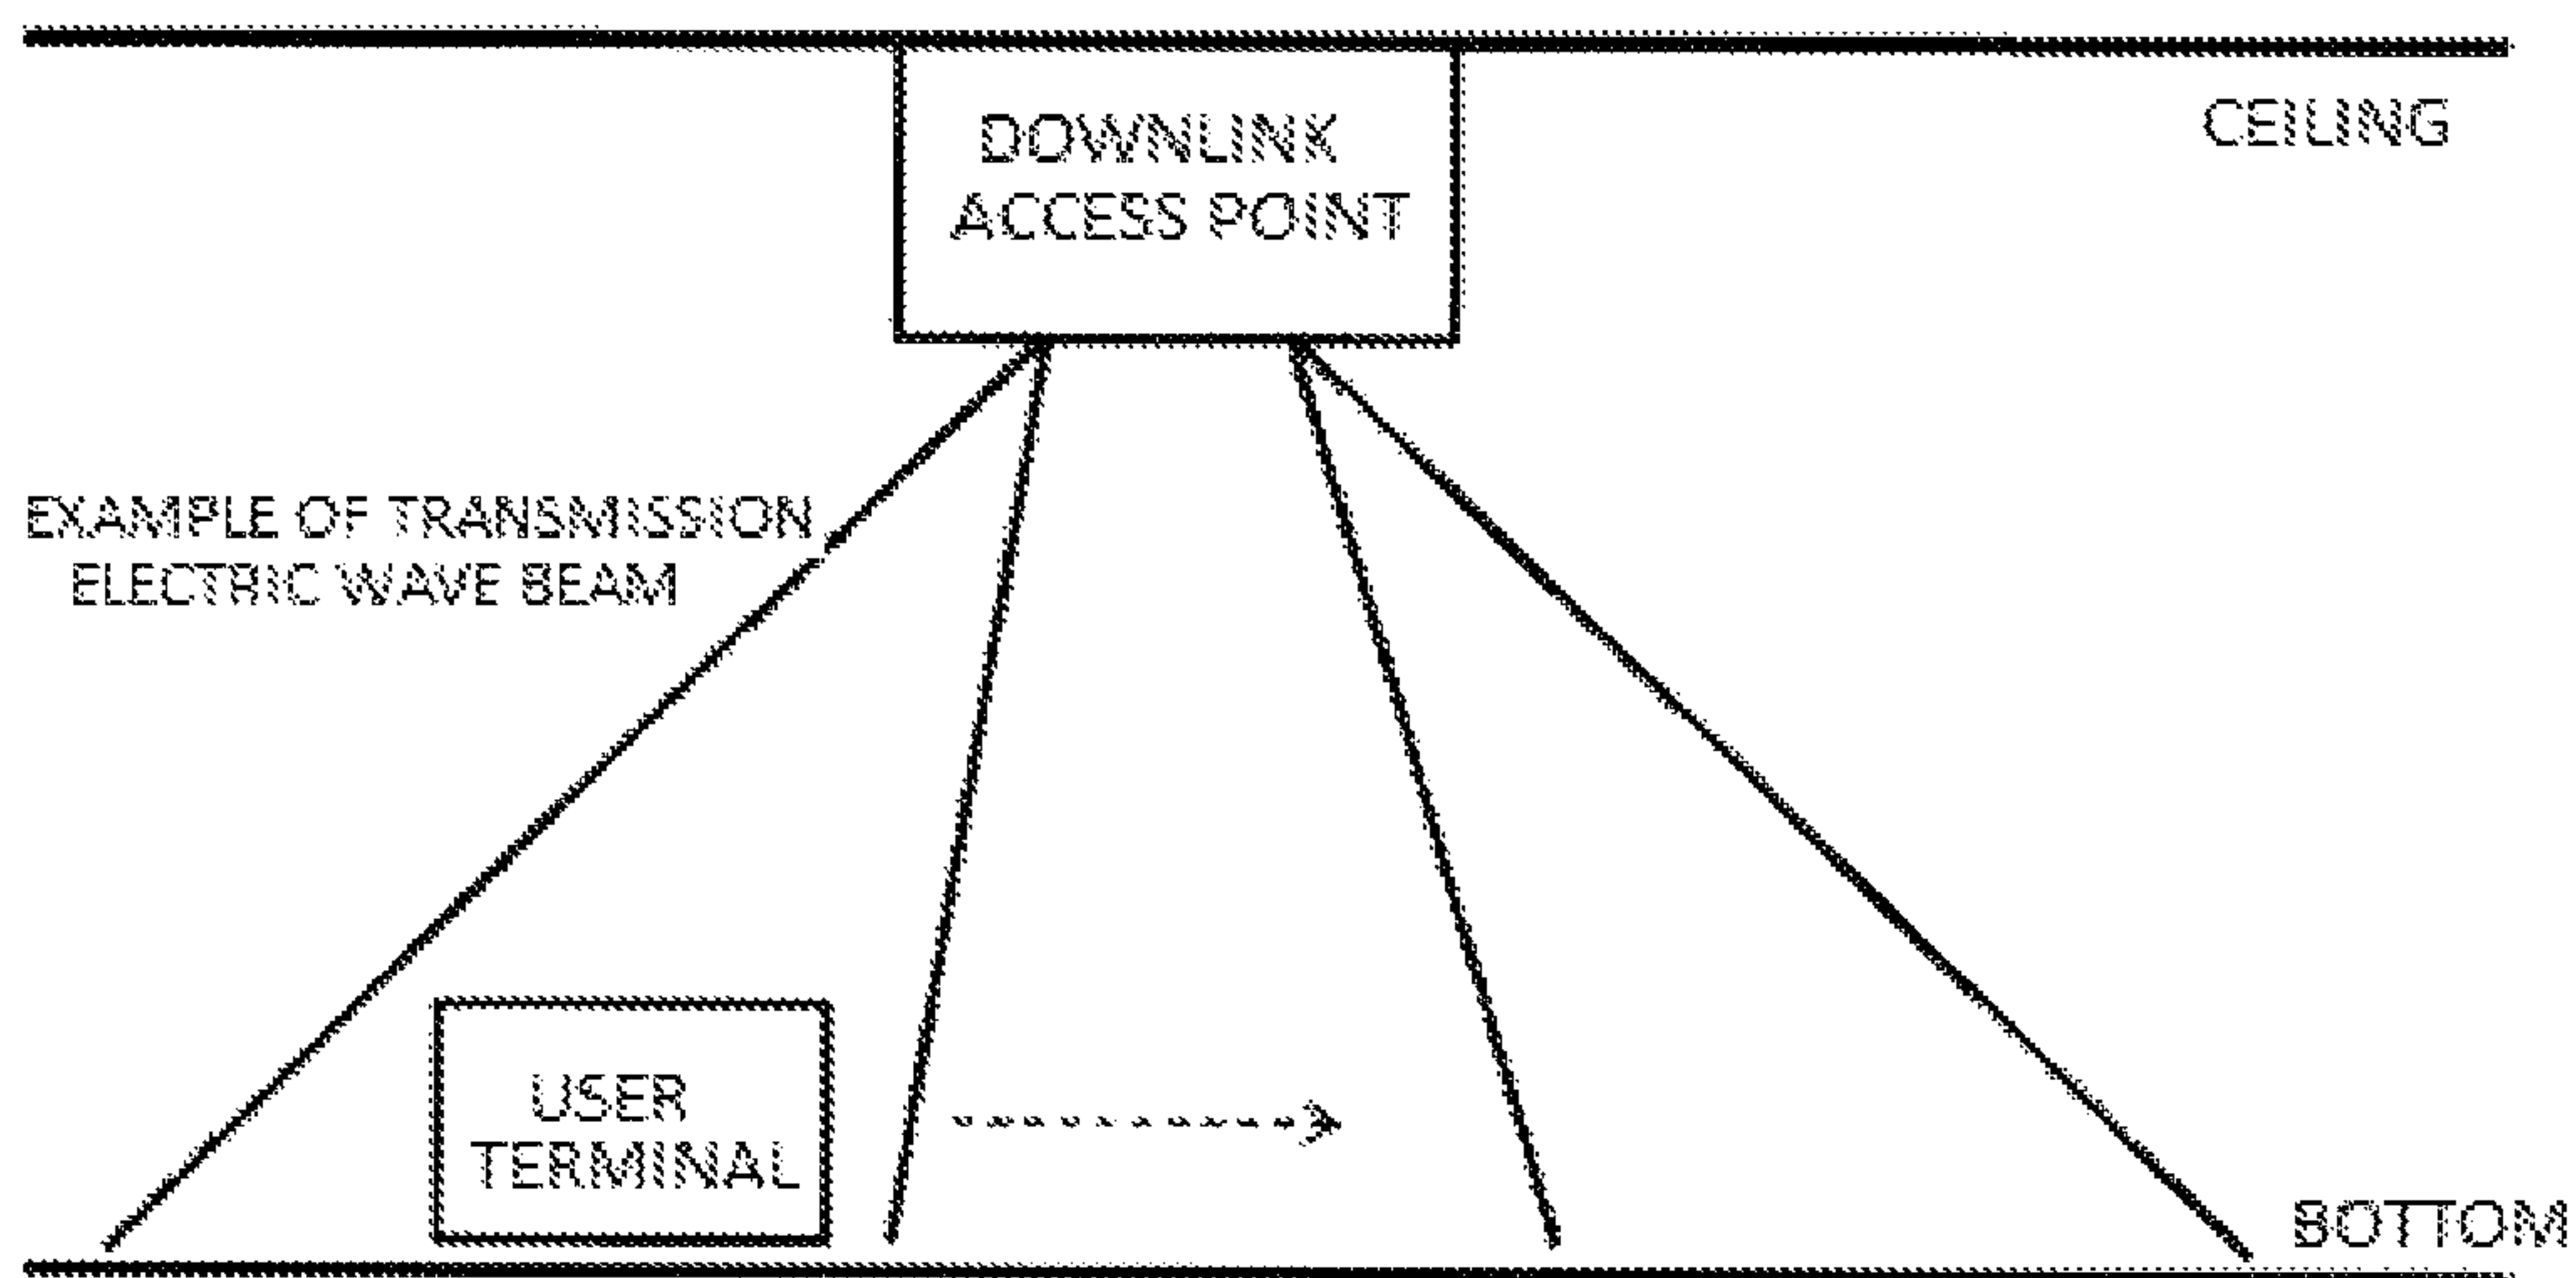 DOWNLINK
ACCESS POINT
CEILING
EXAMPLE OF TRANSMISSION
ELECTRIC WAVE BEAM
USER
TERMINAL
BOTTOM